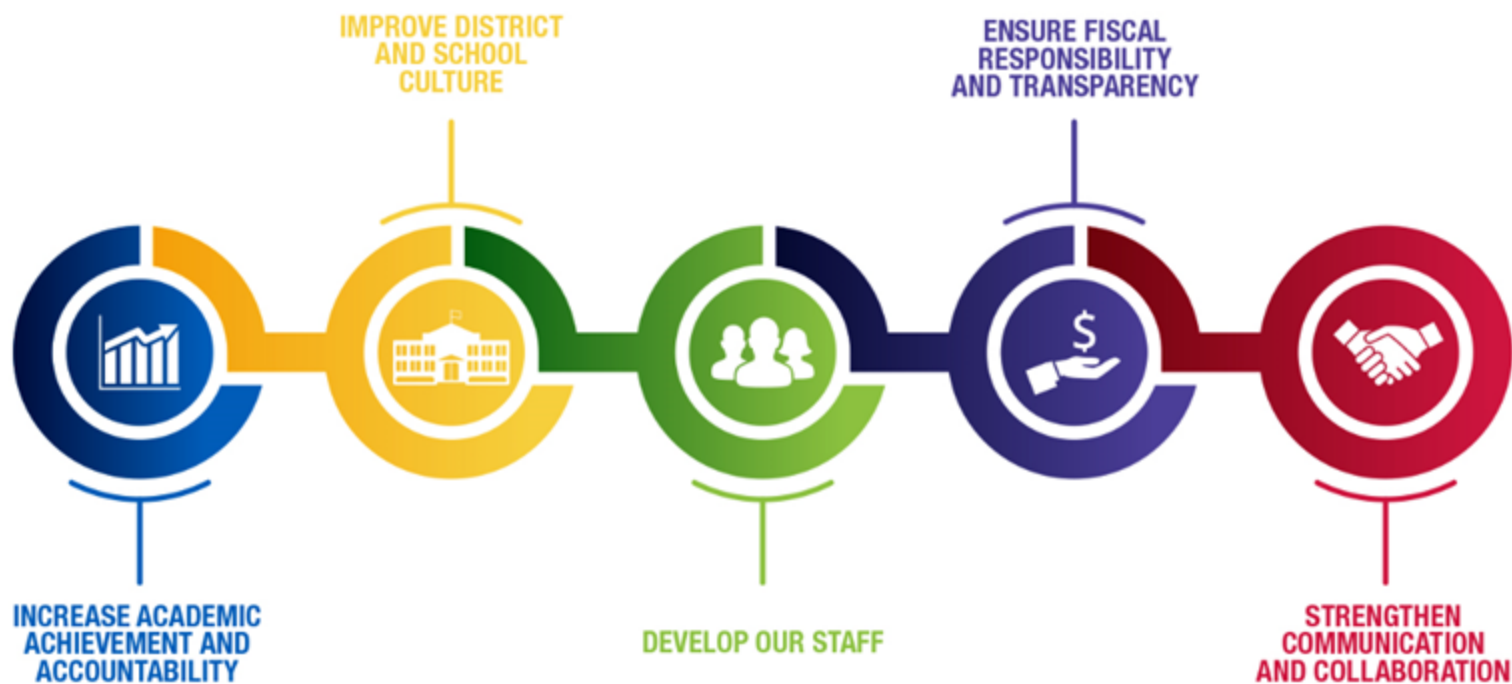 IMPROVE DISTRICT
AND SCHOOL
CULTURE
ENSURE FISCAL
RESPONSIBILITY
AND TRANSPARENCY
$
INCREASE ACADEMIC
ACHIEVEMENT AND
ACCOUNTABILITY
DEVELOP OUR STAFF
STRENGTHEN
COMMUNICATION
AND COLLABORATION